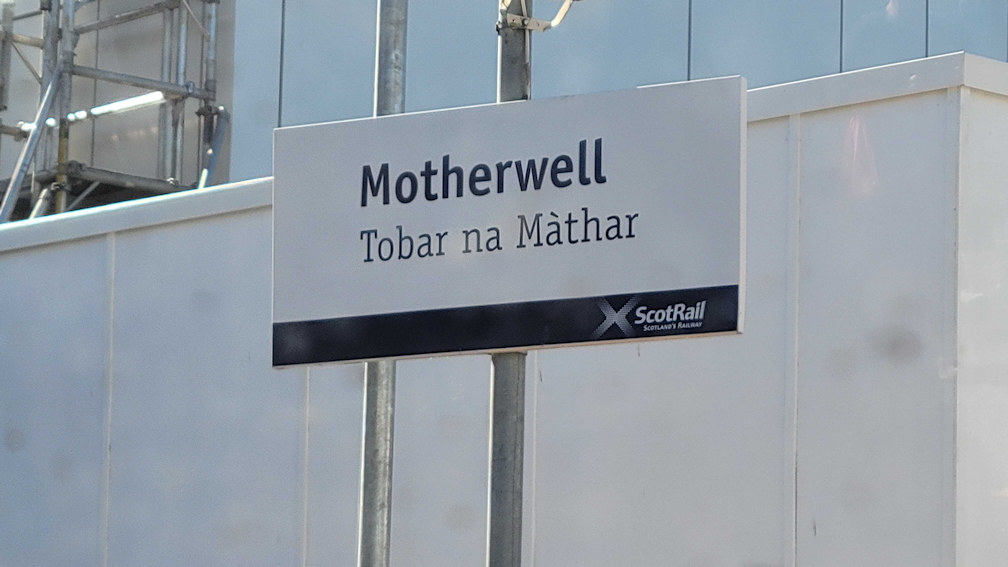 Motherwell
Tobar na Màthar
ScotRail
Scotland's Railway